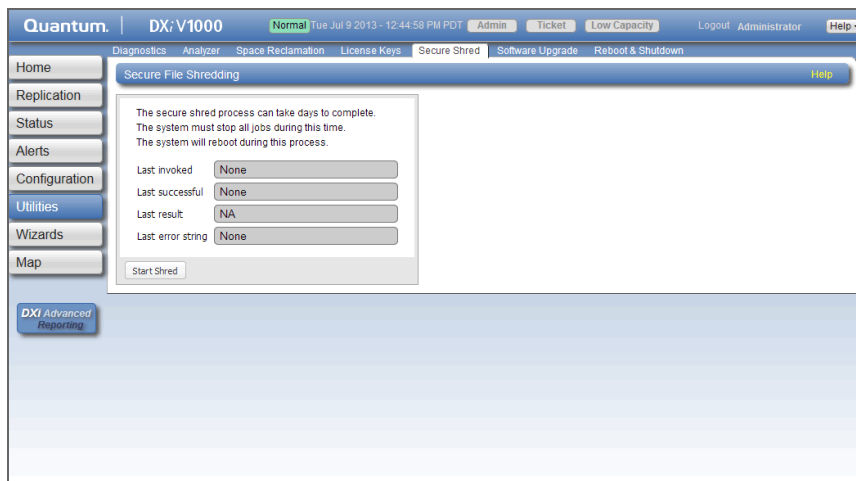 Quantum. DXi V1000 Normal Tue Jul 9 2013 - 12:44:58 PM PDT Admin Ticket Low Capacity Logout Administrator Help
Diagnostics Analyzer Space Reclamation License Keys Secure Shred Software Upgrade Reboot & Shutdown
Home
Replication
Status
Alerts
Configuration
Utilities
Wizards
Map
DXi Advanced
Reporting
Secure File Shredding Help
The secure shred process can take days to complete.
The system must stop all jobs during this time.
The system will reboot during this process.
Last invoked None
Last successful None
Last result NA
Last error string None
Start Shred